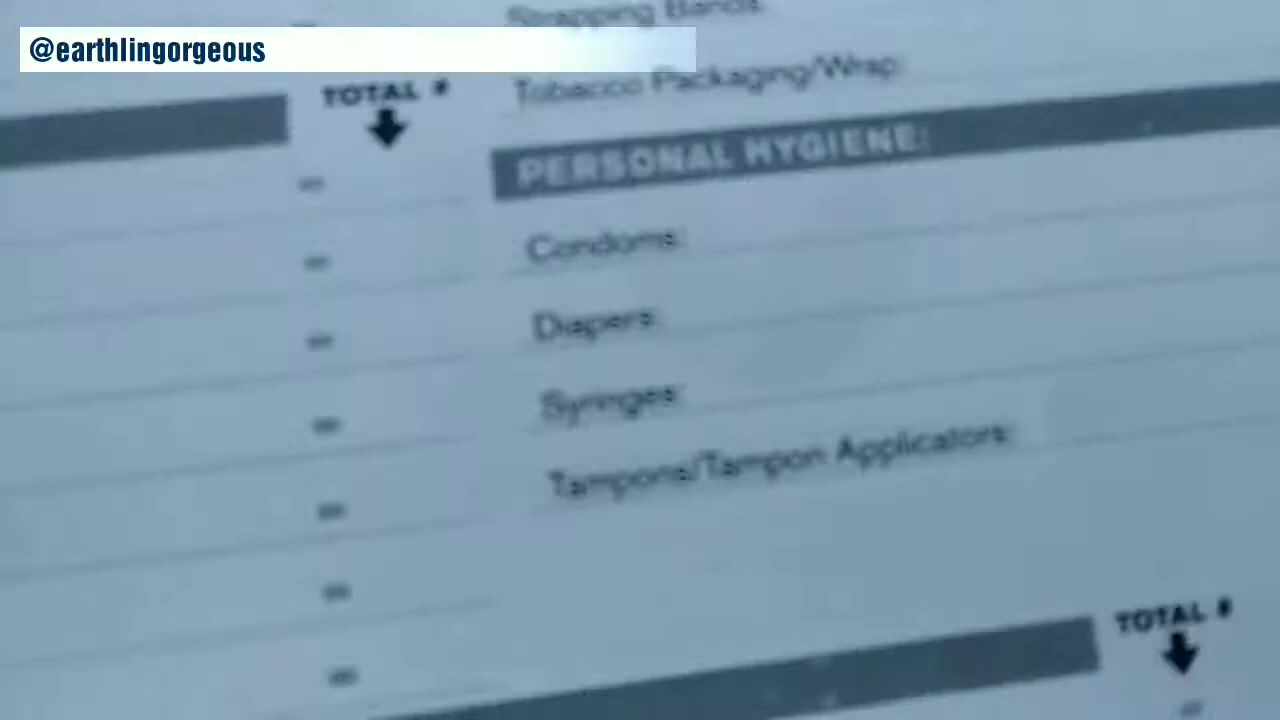 @earthlingorgeous
Strapping Bands:
Tobacco Packaging/Wrap:
TOTAL #
PERSONAL HYGIENE:
Condoms:
Diapers:
Syringes:
Tampons/Tampon Applicators:
TOTAL #